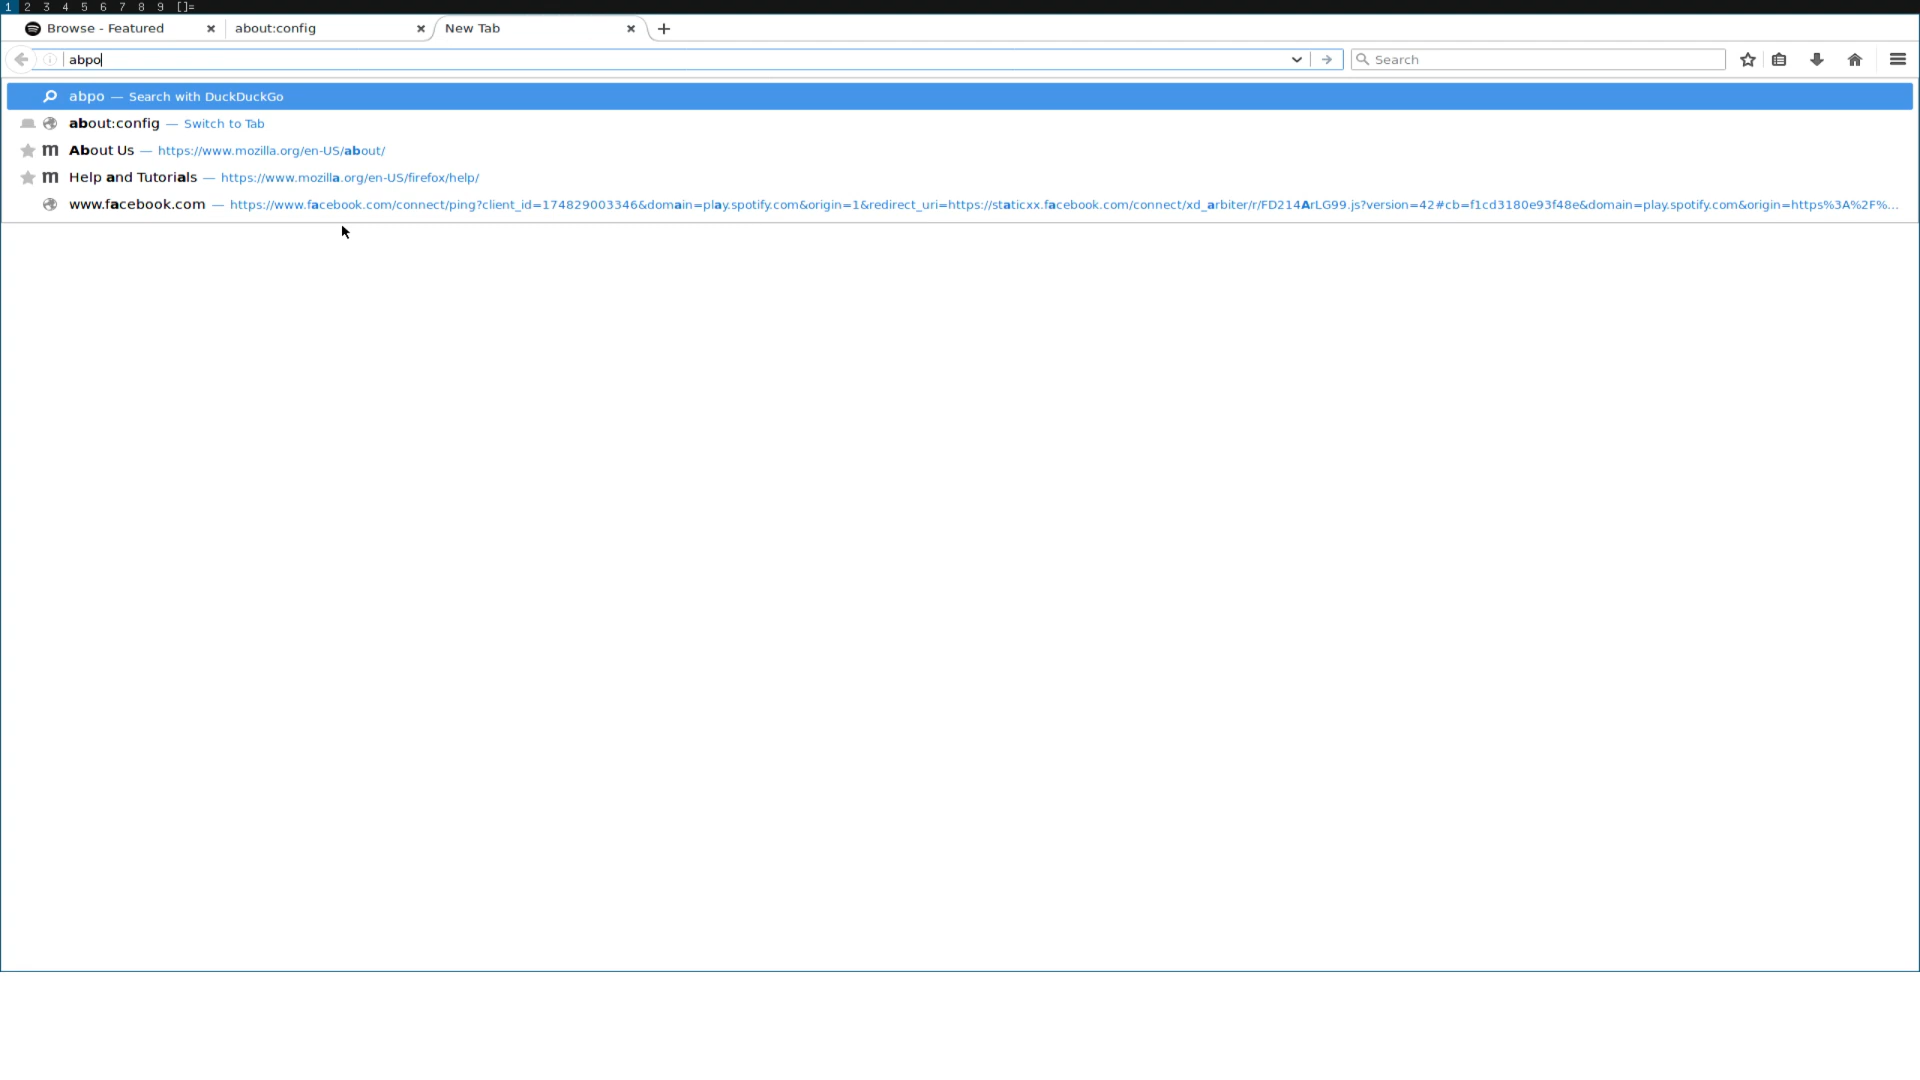 1 2 3 4 5 6 7 8 9 []=
Browse - Featured about:config New Tab
abpo Search
abpo — Search with DuckDuckGo
about:config — Switch to Tab
m About Us — https://www.mozilla.org/en-US/about/
m Help and Tutorials — https://www.mozilla.org/en-US/firefox/help/
www.facebook.com — https://www.facebook.com/connect/ping?client_id=174829003346&domain=play.spotify.com&origin=1&redirect_uri=https://staticxx.facebook.com/connect/xd_arbiter/r/FD214ArLG99.js?version=42#cb=f1cd3180e93f48e&domain=play.spotify.com&origin=https%3A%2F%...